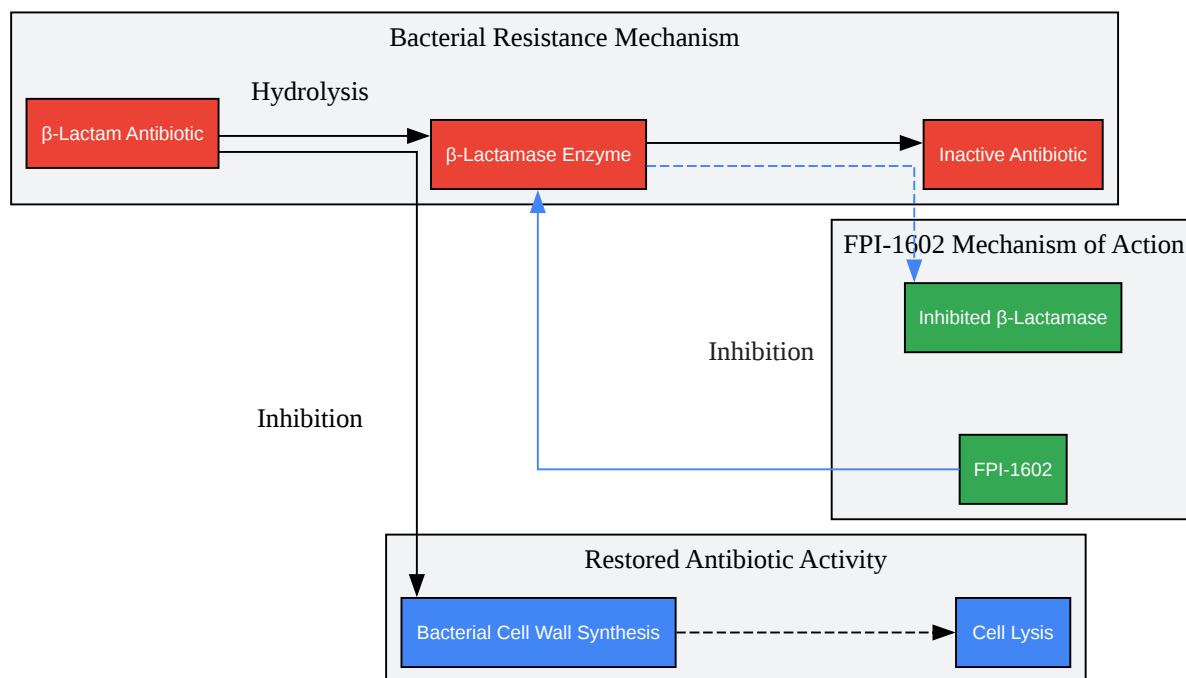 Bacterial Resistance Mechanism
Hydrolysis
β-Lactam Antibiotic
β-Lactamase Enzyme
Inactive Antibiotic
FPI-1602 Mechanism of Action
Inhibited β-Lactamase
Inhibition
Inhibition
FPI-1602
Restored Antibiotic Activity
Bacterial Cell Wall Synthesis
Cell Lysis